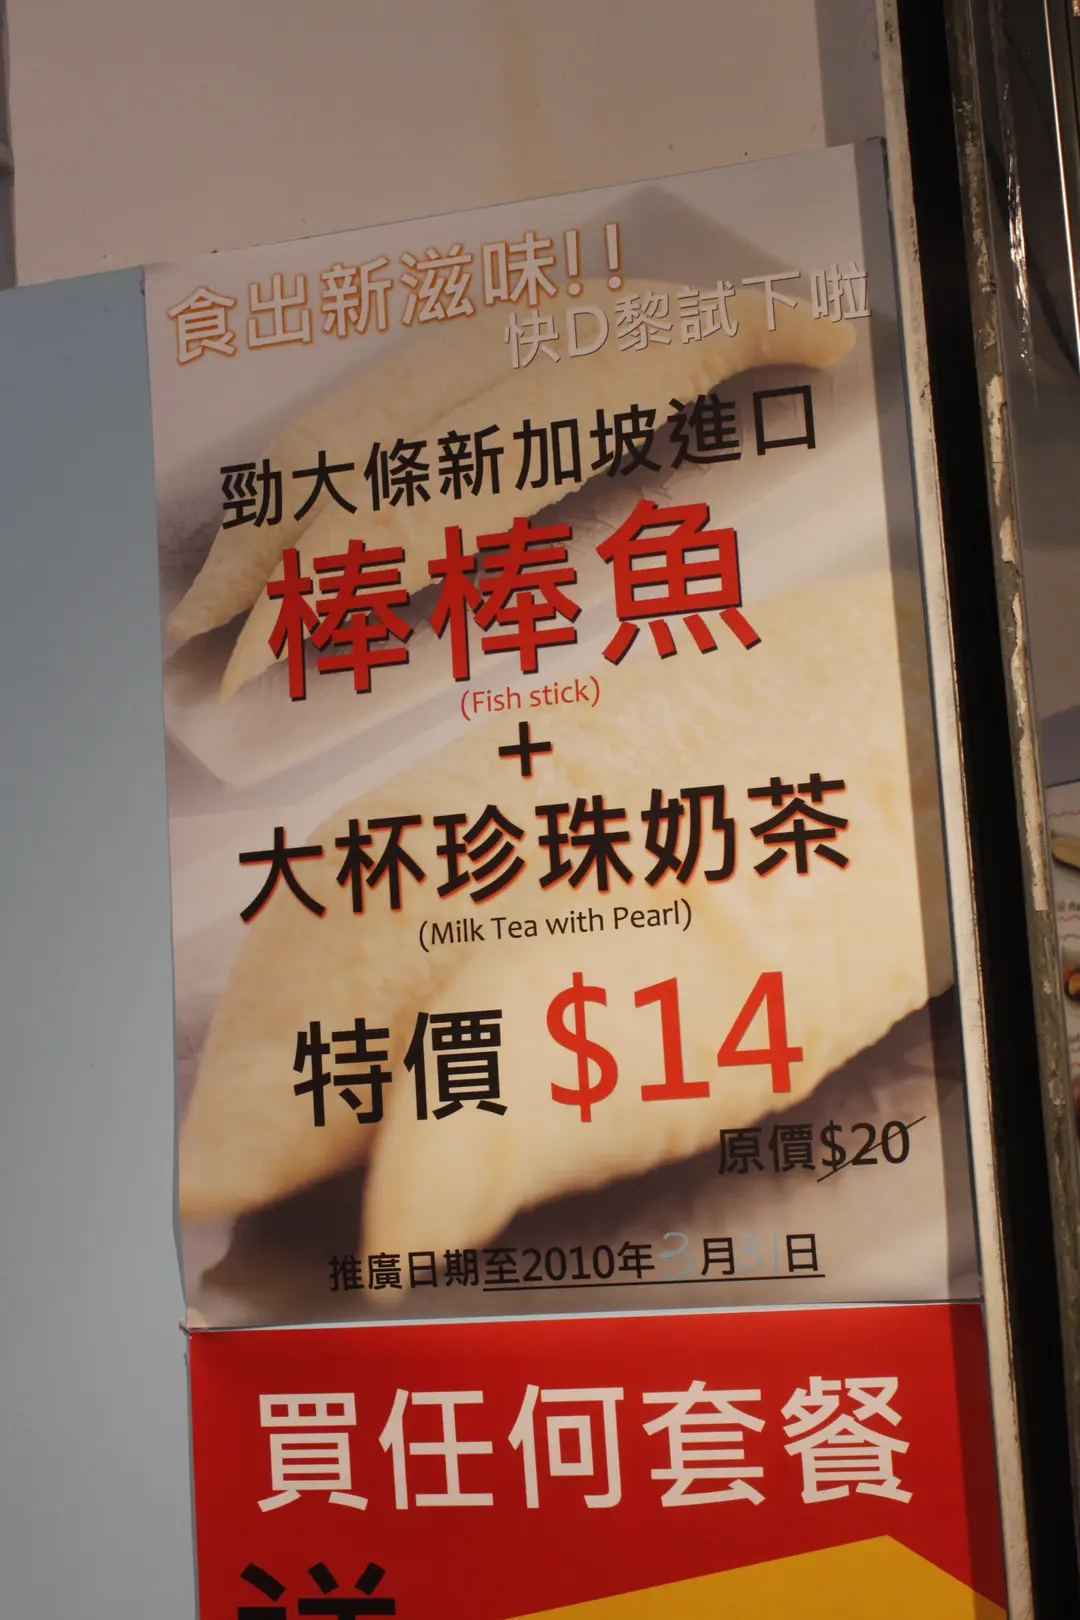 食出新滋味!!
快D黎試下啦
勁大條新加坡進口
棒棒魚
(Fish stick)
+
大杯珍珠奶茶
(Milk Tea with Pearl)
特價 $14
原價$20
推廣日期至2010年3月31日
買任何套餐